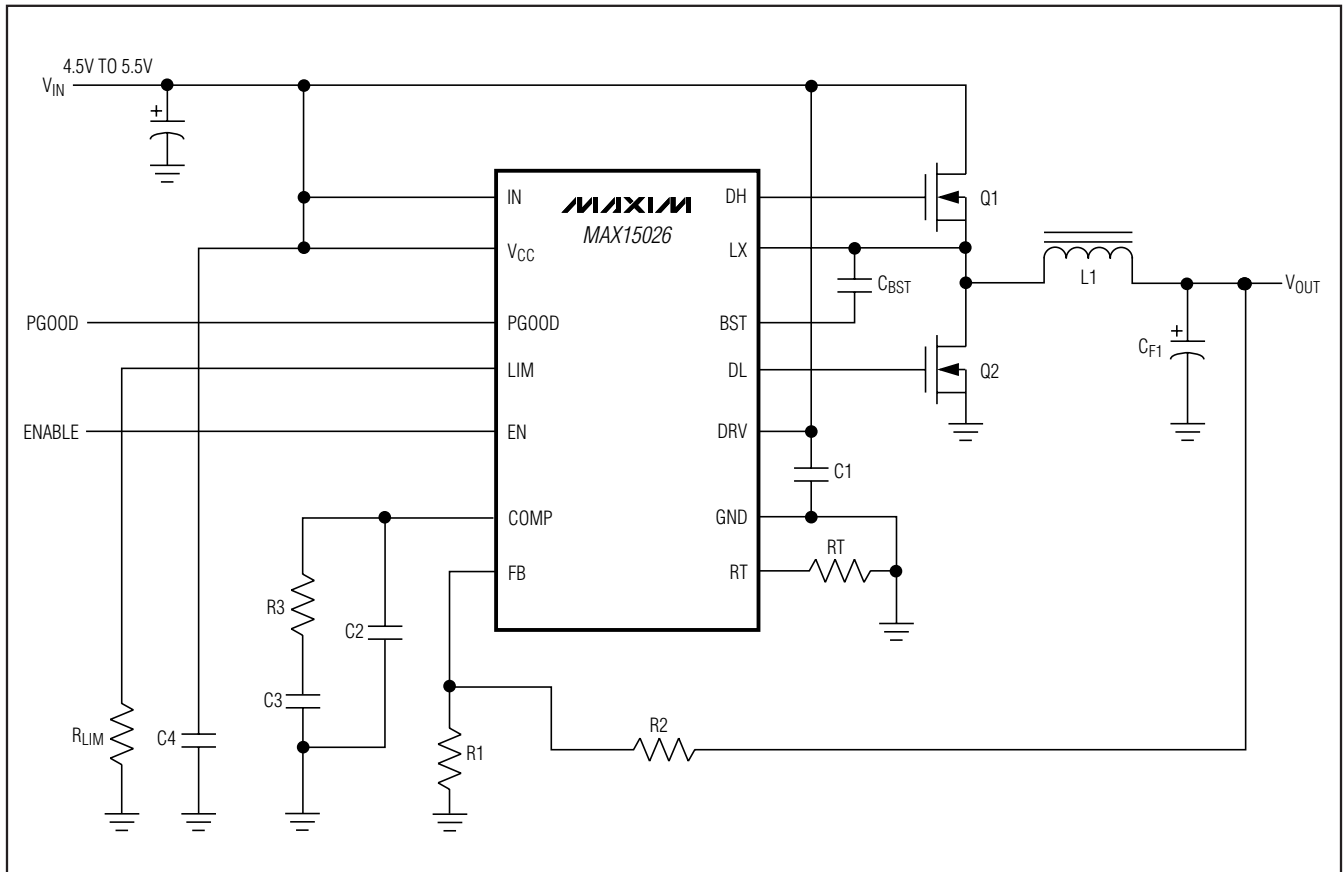 4.5V TO 5.5V
VIN
+
IN
VCC
PGOOD
PGOOD
LIM
ENABLE
EN
COMP
FB
MAXIM
MAX15026
DH
LX
BST
DL
DRV
GND
RT
Q1
CBST
L1
VOUT
+
CF1
Q2
C1
RT
R3
C2
C3
RLIM
C4
R1
R2